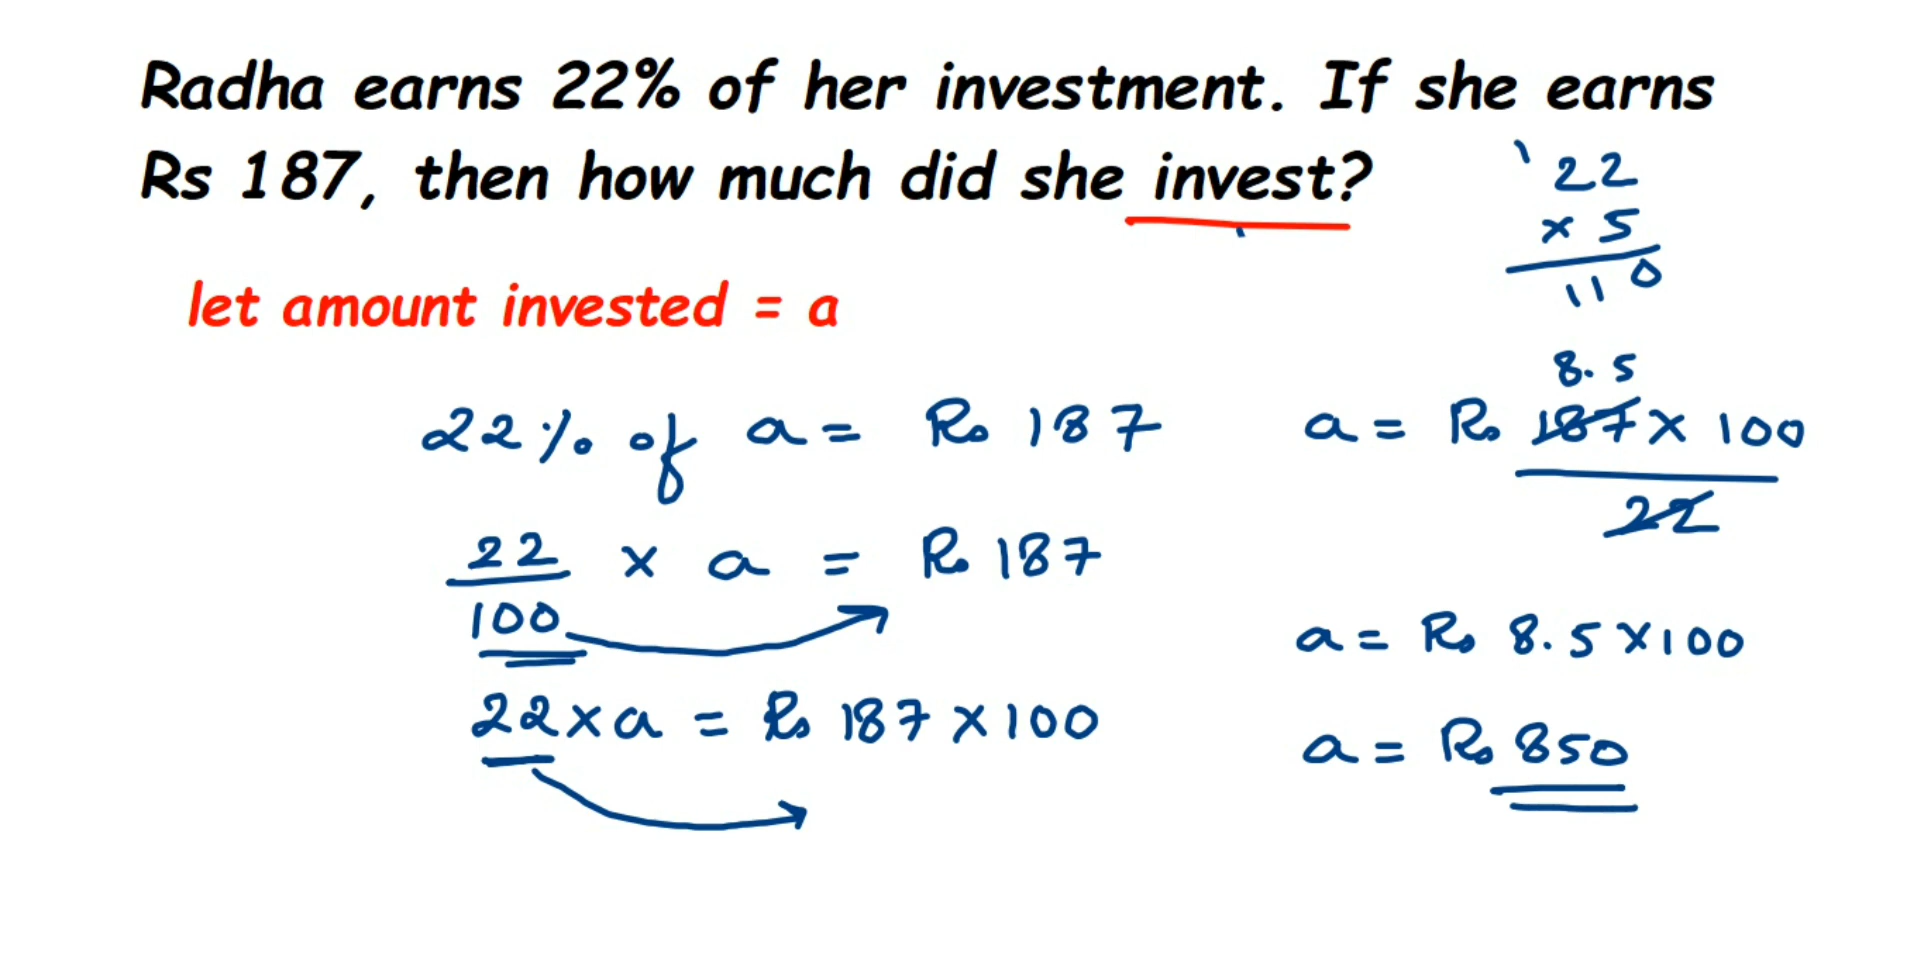 Radha earns 22% of her investment. If she earns
Rs 187, then how much did she invest?
let amount invested = a
22% of a = Rs 187
22
100
× a = Rs 187
22 × a = Rs 187 × 100
22
× 5
110
8.5
a = Rs 187 × 100
22
a = Rs 8.5 × 100
a = Rs 850